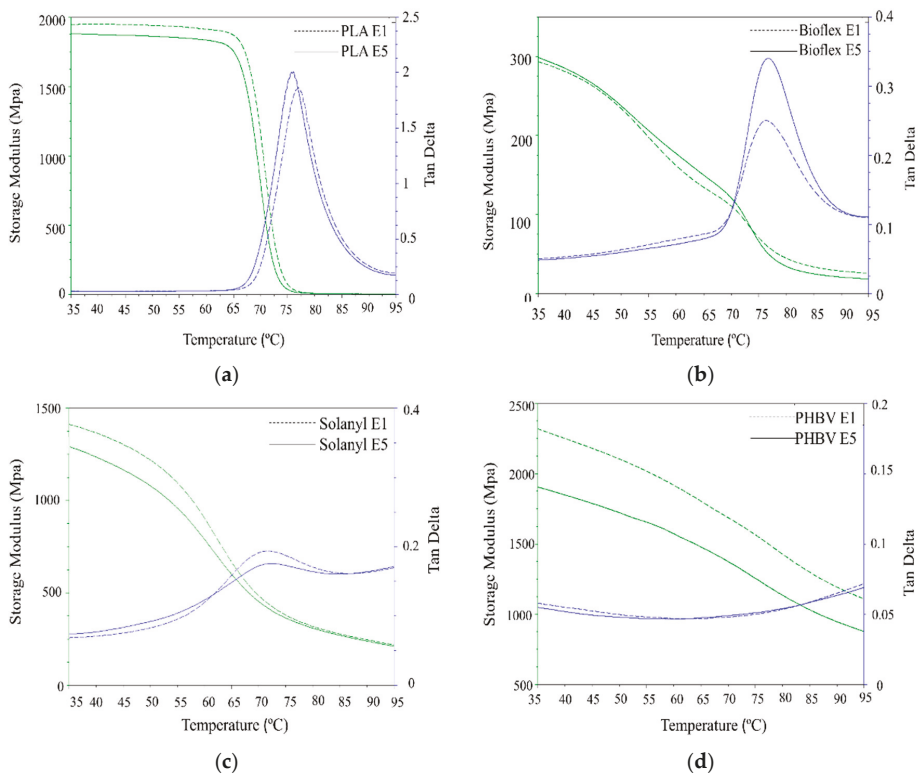 (a)
Storage Modulus (Mpa)
2000
1500
1000
500
0
PLA E1
PLA E5
2.5
2
1.5
1
0.5
0
Tan Delta
35 40 45 50 55 60 65 70 75 80 85 90 95
Temperature (ºC)
(a)
Storage Modulus (Mpa)
300
200
100
0
Bioflex E1
Bioflex E5
0.4
0.3
0.2
0.1
0
Tan Delta
35 40 45 50 55 60 65 70 75 80 85 90 95
Temperature (ºC)
(b)
Storage Modulus (Mpa)
1500
1000
500
0
Solanyl E1
Solanyl E5
0.4
0.2
0
Tan Delta
35 40 45 50 55 60 65 70 75 80 85 90 95
Temperature (ºC)
(c)
Storage Modulus (Mpa)
2500
2000
1500
1000
500
PHBV E1
PHBV E5
0.2
0.15
0.10
0.05
0
Tan Delta
35 40 45 50 55 60 65 70 75 80 85 90 95
Temperature (ºC)
(d)